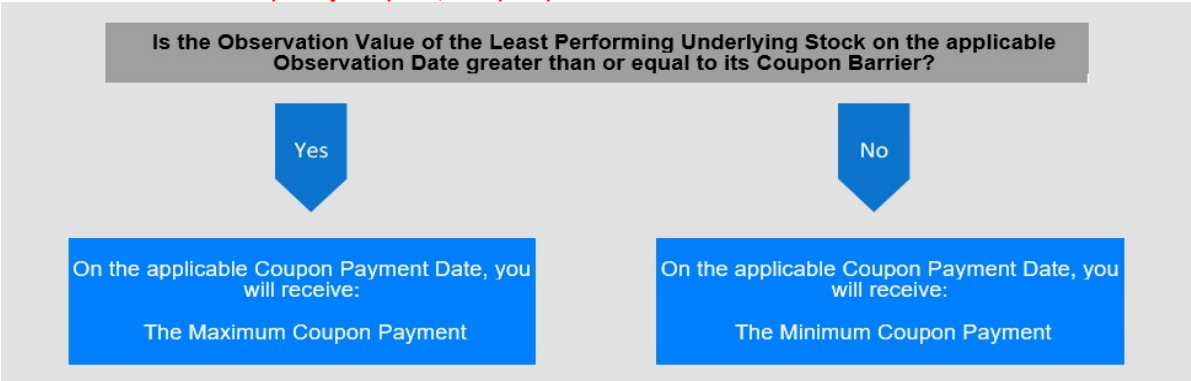 Is the Observation Value of the Least Performing Underlying Stock on the applicable
Observation Date greater than or equal to its Coupon Barrier?
Yes
No
On the applicable Coupon Payment Date, you
will receive:
The Maximum Coupon Payment
On the applicable Coupon Payment Date, you
will receive:
The Minimum Coupon Payment